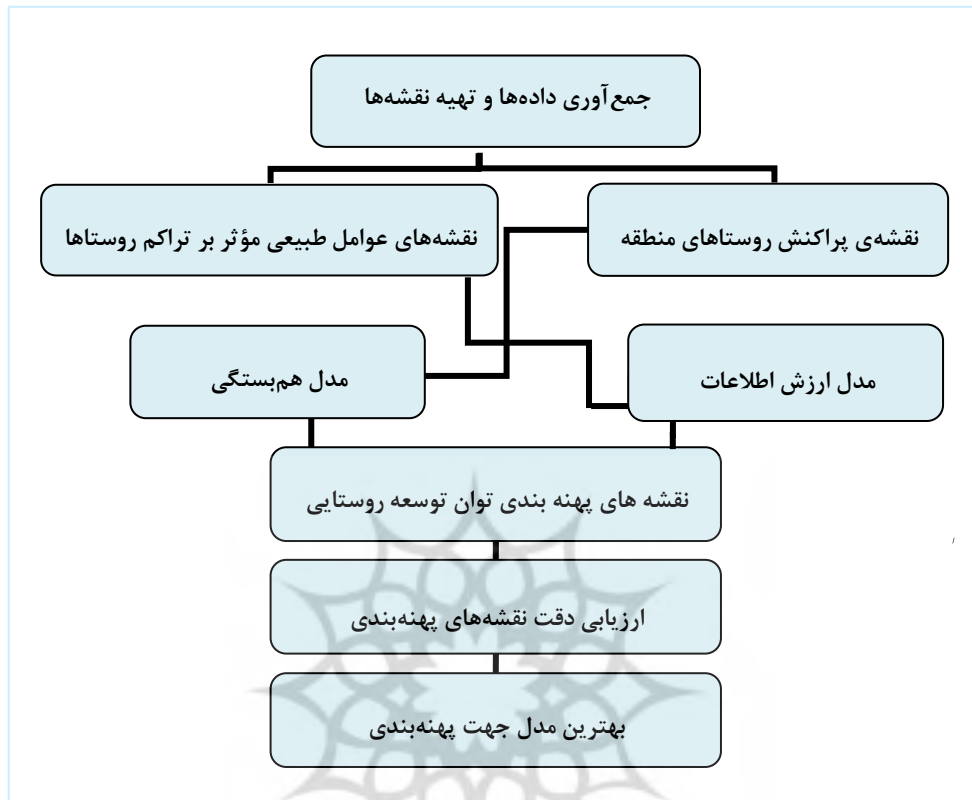 جمع‌آوری داده‌ها و تهیه نقشه‌ها
نقشه‌ی پراکنش روستاهای منطقه
نقشه‌های عوامل طبیعی مؤثر بر تراکم روستاها
مدل ارزش اطلاعات
مدل هم‌بستگی
نقشه های پهنه بندی توان توسعه روستایی
ارزیابی دقت نقشه‌های پهنه‌بندی
بهترین مدل جهت پهنه‌بندی